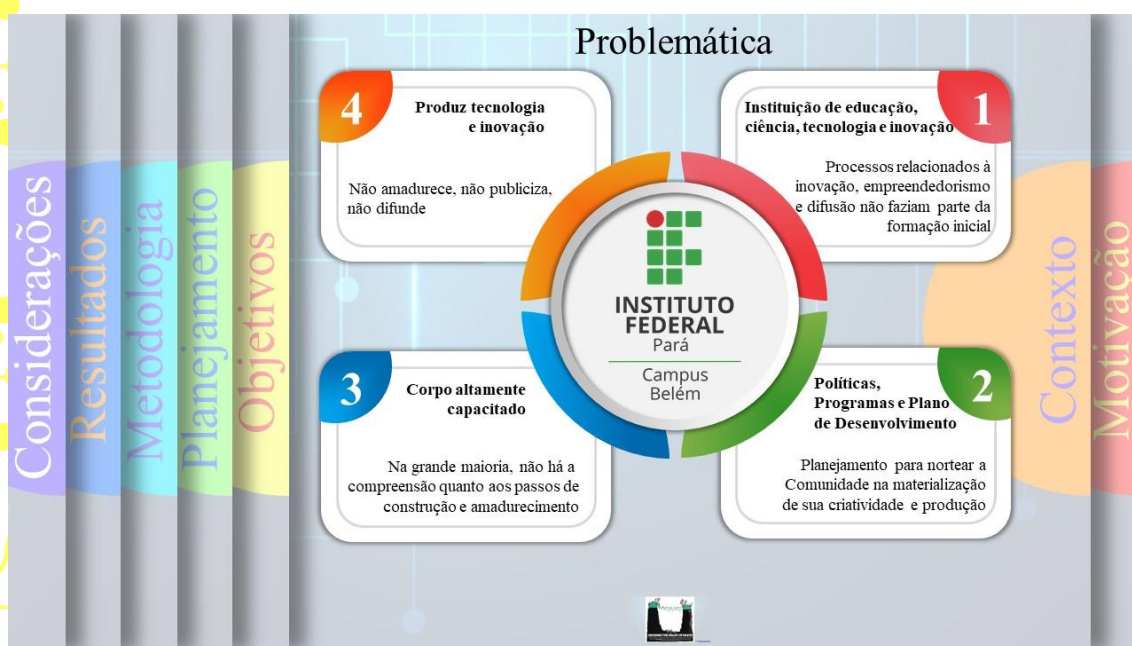 Problemática
4
Produz tecnologia
e inovação
Não amadurece, não publiciza,
não difunde
Instituição de educação,
ciência, tecnologia e inovação
1
Processos relacionados à
inovação, empreendedorismo
e difusão não faziam parte da
formação inicial
INSTITUTO
FEDERAL
Pará
Campus
Belém
3
Corpo altamente
capacitado
Na grande maioria, não há a
compreensão quanto aos passos de
construção e amadurecimento
Políticas,
Programas e Plano
de Desenvolvimento
2
Planejamento para nortear a
Comunidade na materialização
de sua criatividade e produção
Considerações
Resultados
Metodologia
Planejamento
Objetivos
Contexto
Motivação